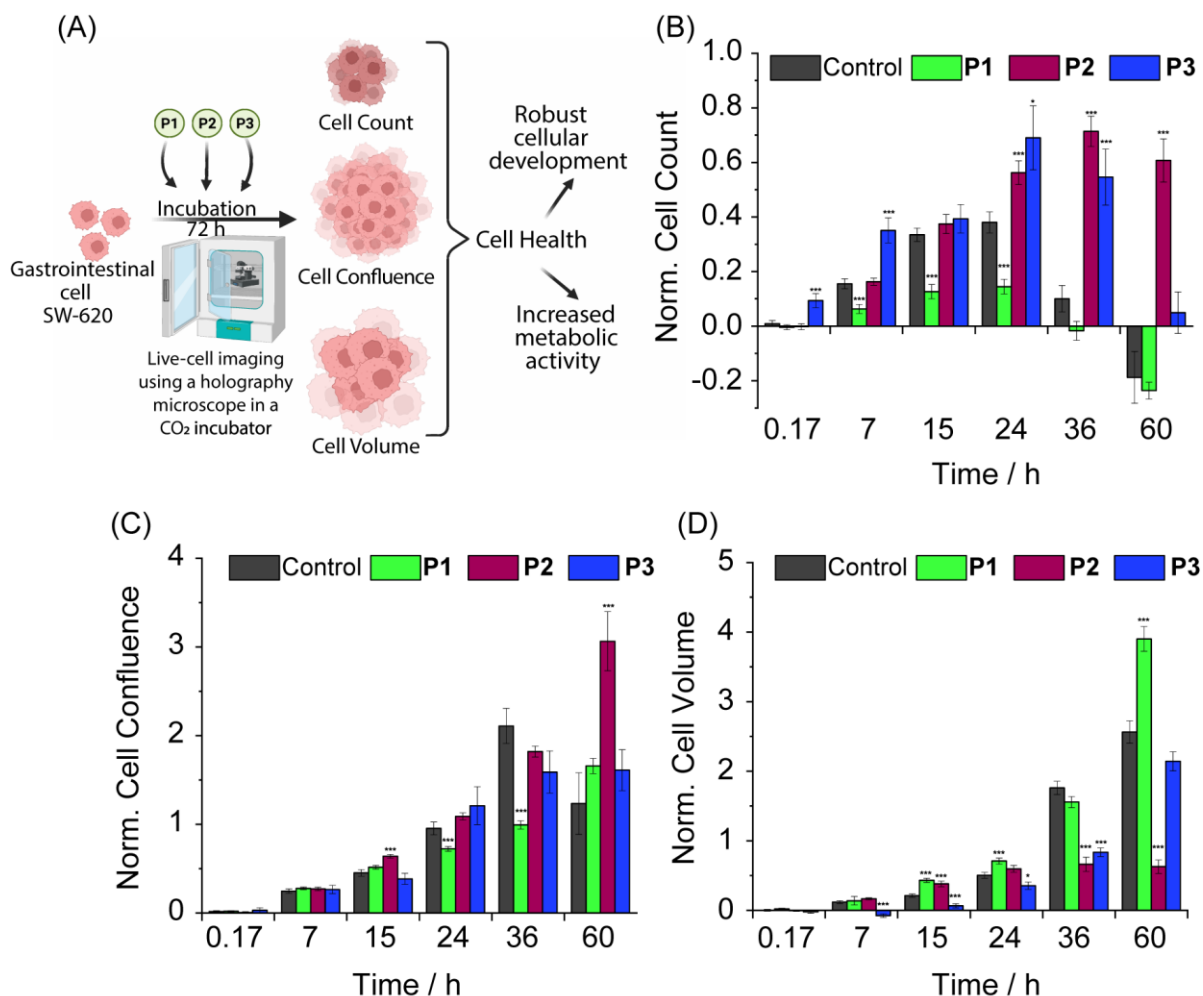 (A)
P1 P2 P3
Incubation
72 h
Gastrointestinal
cell
SW-620
Live-cell imaging
using a holography
microscope in a
CO₂ incubator
Cell Count
Cell Confluence
Cell Volume
Cell Health
Robust
cellular
development
Increased
metabolic
activity
(B)
Norm. Cell Count
1.0
0.8
0.6
0.4
0.2
0.0
-0.2
Control P1 P2 P3
***
***
***
***
***
***
*
***
***
***
0.17 7 15 24 36 60
Time / h
(C)
Norm. Cell Confluence
4
3
2
1
0
Control P1 P2 P3
***
***
***
***
0.17 7 15 24 36 60
Time / h
(D)
Norm. Cell Volume
5
4
3
2
1
0
Control P1 P2 P3
***
***
***
***
***
*
***
***
***
***
0.17 7 15 24 36 60
Time / h